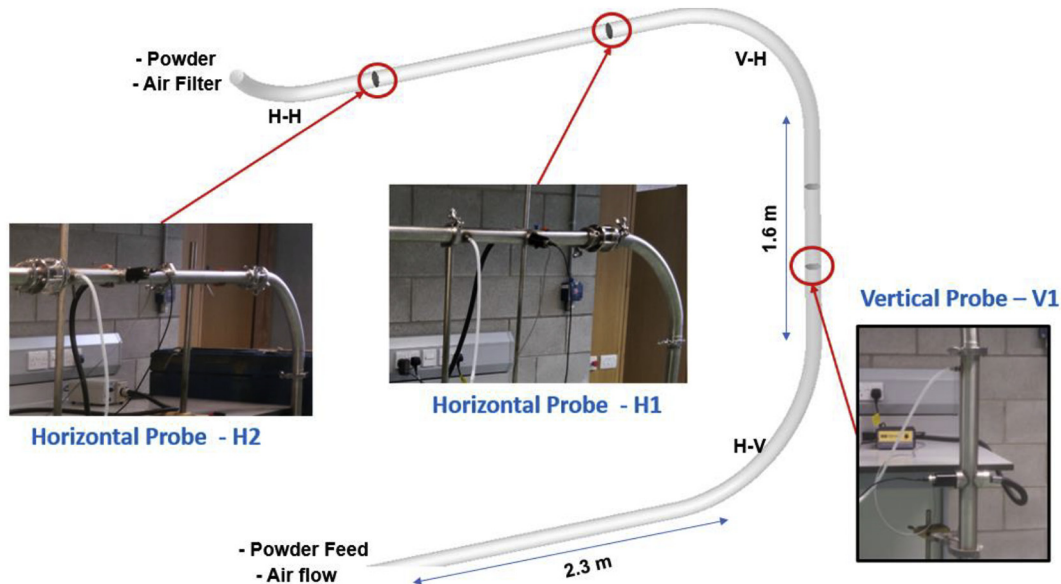 - Powder
- Air Filter
H-H
V-H
1.6 m
Vertical Probe – V1
Horizontal Probe - H1
Horizontal Probe - H2
H-V
- Powder Feed
- Air flow
2.3 m